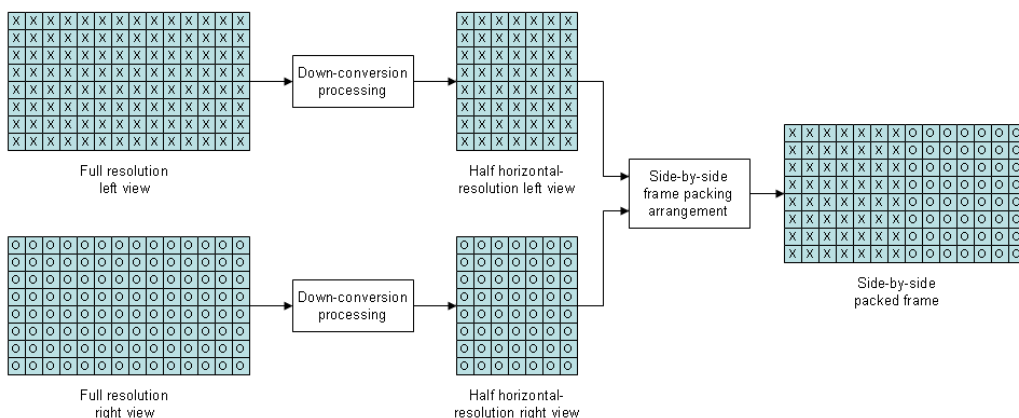 Down-conversion
processing
Full resolution
left view
Half horizontal-
resolution left view
Side-by-side
frame packing
arrangement
Side-by-side
packed frame
Down-conversion
processing
Full resolution
right view
Half horizontal-
resolution right view